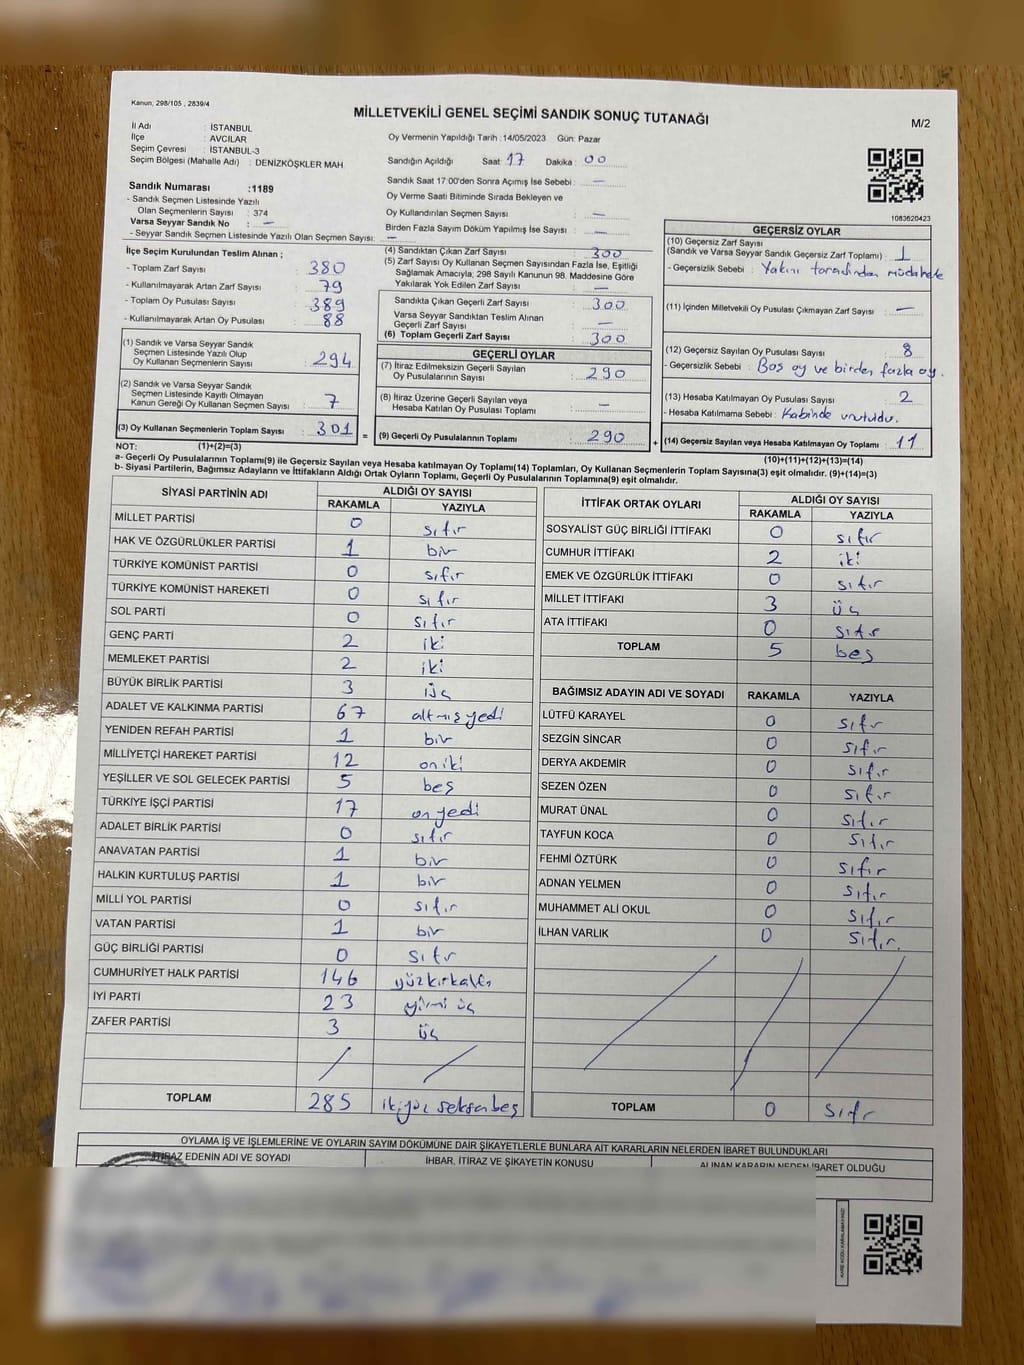 Kanun, 298/105 , 2839/4
MİLLETVEKİLİ GENEL SEÇİMİ SANDIK SONUÇ TUTANAĞI
M/2
İl Adı : İSTANBUL
İlçe : AVCILAR
Seçim Çevresi : İSTANBUL-3
Seçim Bölgesi (Mahalle Adı) : DENİZKÖŞKLER MAH.
Sandık Numarası :1189
- Sandık Seçmen Listesinde Yazılı
Olan Seçmenlerin Sayısı : 374
Varsa Seyyar Sandık No : —
- Seyyar Sandık Seçmen Listesinde Yazılı Olan Seçmen Sayısı: —
Oy Vermenin Yapıldığı Tarih : 14/05/2023 Gün: Pazar
Sandığın Açıldığı Saat 17 Dakika : 00
Sandık Saat 17:00'den Sonra Açılmış İse Sebebi : —
Oy Verme Saati Bitiminde Sırada Bekleyen ve
Oy Kullandırılan Seçmen Sayısı : —
Birden Fazla Sayım Döküm Yapılmış İse Sayısı : —
1083620423
İlçe Seçim Kurulundan Teslim Alınan ;
- Toplam Zarf Sayısı : 380
- Kullanılmayarak Artan Zarf Sayısı : 79
- Toplam Oy Pusulası Sayısı : 389
- Kullanılmayarak Artan Oy Pusulası : 88
(1) Sandık ve Varsa Seyyar Sandık
Seçmen Listesinde Yazılı Olup
Oy Kullanan Seçmenlerin Sayısı : 294
(2) Sandık ve Varsa Seyyar Sandık
Seçmen Listesinde Kayıtlı Olmayan
Kanun Gereği Oy Kullanan Seçmen Sayısı : 7
(3) Oy Kullanan Seçmenlerin Toplam Sayısı : 301 =
(4) Sandıktan Çıkan Zarf Sayısı : 300
(5) Zarf Sayısı Oy Kullanan Seçmen Sayısından Fazla İse, Eşitliği
Sağlamak Amacıyla; 298 Sayılı Kanunun 98. Maddesine Göre
Yakılarak Yok Edilen Zarf Sayısı : —
Sandıkta Çıkan Geçerli Zarf Sayısı : 300
Varsa Seyyar Sandıktan Teslim Alınan
Geçerli Zarf Sayısı : —
(6) Toplam Geçerli Zarf Sayısı : 300
GEÇERLİ OYLAR
(7) İtiraz Edilmeksizin Geçerli Sayılan
Oy Pusulalarının Sayısı : 290
(8) İtiraz Üzerine Geçerli Sayılan veya
Hesaba Katılan Oy Pusulası Toplamı : —
(9) Geçerli Oy Pusulalarının Toplamı : 290 +
GEÇERSİZ OYLAR
(10) Geçersiz Zarf Sayısı
(Sandık ve Varsa Seyyar Sandık Geçersiz Zarf Toplamı) : 1
- Geçersizlik Sebebi : Yakını tarafından müdahale
(11) İçinden Milletvekili Oy Pusulası Çıkmayan Zarf Sayısı : —
(12) Geçersiz Sayılan Oy Pusulası Sayısı : 8
- Geçersizlik Sebebi : Boş oy ve birden fazla oy.
(13) Hesaba Katılmayan Oy Pusulası Sayısı : 2
- Hesaba Katılmama Sebebi : Kabinde unutuldu.
(14) Geçersiz Sayılan veya Hesaba Katılmayan Oy Toplamı : 11
NOT: (1)+(2)=(3)
(10)+(11)+(12)+(13)=(14)
a- Geçerli Oy Pusulalarının Toplamı(9) ile Geçersiz Sayılan veya Hesaba katılmayan Oy Toplamı(14) Toplamları, Oy Kullanan Seçmenlerin Toplam Sayısına(3) eşit olmalıdır. (9)+(14)=(3)
b- Siyasi Partilerin, Bağımsız Adayların ve İttifakların Aldığı Ortak Oyların Toplamı, Geçerli Oy Pusulalarının Toplamına(9) eşit olmalıdır.
SİYASİ PARTİNİN ADI ALDIĞI OY SAYISI
RAKAMLA YAZIYLA
MİLLET PARTİSİ 0 sıfır
HAK VE ÖZGÜRLÜKLER PARTİSİ 1 bir
TÜRKİYE KOMÜNİST PARTİSİ 0 sıfır
TÜRKİYE KOMÜNİST HAREKETİ 0 sıfır
SOL PARTİ 0 sıfır
GENÇ PARTİ 2 iki
MEMLEKET PARTİSİ 2 iki
BÜYÜK BİRLİK PARTİSİ 3 üç
ADALET VE KALKINMA PARTİSİ 67 altmış yedi
YENİDEN REFAH PARTİSİ 1 bir
MİLLİYETÇİ HAREKET PARTİSİ 12 on iki
YEŞİLLER VE SOL GELECEK PARTİSİ 5 beş
TÜRKİYE İŞÇİ PARTİSİ 17 on yedi
ADALET BİRLİK PARTİSİ 0 sıfır
ANAVATAN PARTİSİ 1 bir
HALKIN KURTULUŞ PARTİSİ 1 bir
MİLLİ YOL PARTİSİ 0 sıfır
VATAN PARTİSİ 1 bir
GÜÇ BİRLİĞİ PARTİSİ 0 sıfır
CUMHURİYET HALK PARTİSİ 146 yüzkırkaltı
İYİ PARTİ 23 yirmi üç
ZAFER PARTİSİ 3 üç
TOPLAM 285 ikiyüz seksenbeş
İTTİFAK ORTAK OYLARI ALDIĞI OY SAYISI
RAKAMLA YAZIYLA
SOSYALİST GÜÇ BİRLİĞİ İTTİFAKI 0 sıfır
CUMHUR İTTİFAKI 2 iki
EMEK VE ÖZGÜRLÜK İTTİFAKI 0 sıfır
MİLLET İTTİFAKI 3 üç
ATA İTTİFAKI 0 sıfır
TOPLAM 5 beş
BAĞIMSIZ ADAYIN ADI VE SOYADI RAKAMLA YAZIYLA
LÜTFÜ KARAYEL 0 sıfır
SEZGİN SİNCAR 0 sıfır
DERYA AKDEMİR 0 sıfır
SEZEN ÖZEN 0 sıfır
MURAT ÜNAL 0 sıfır
TAYFUN KOCA 0 sıfır
FEHMİ ÖZTÜRK 0 sıfır
ADNAN YELMEN 0 sıfır
MUHAMMET ALİ OKUL 0 sıfır
İLHAN VARLIK 0 sıfır.
TOPLAM 0 sıfır
OYLAMA İŞ VE İŞLEMLERİNE VE OYLARIN SAYIM DÖKÜMÜNE DAİR ŞİKAYETLERLE BUNLARA AİT KARARLARIN NELERDEN İBARET BULUNDUKLARI
İTİRAZ EDENİN ADI VE SOYADI İHBAR, İTİRAZ VE ŞİKAYETİN KONUSU ALINAN KARARIN NEDEN İBARET OLDUĞU
KARE KODU KARALAMAYINIZ!